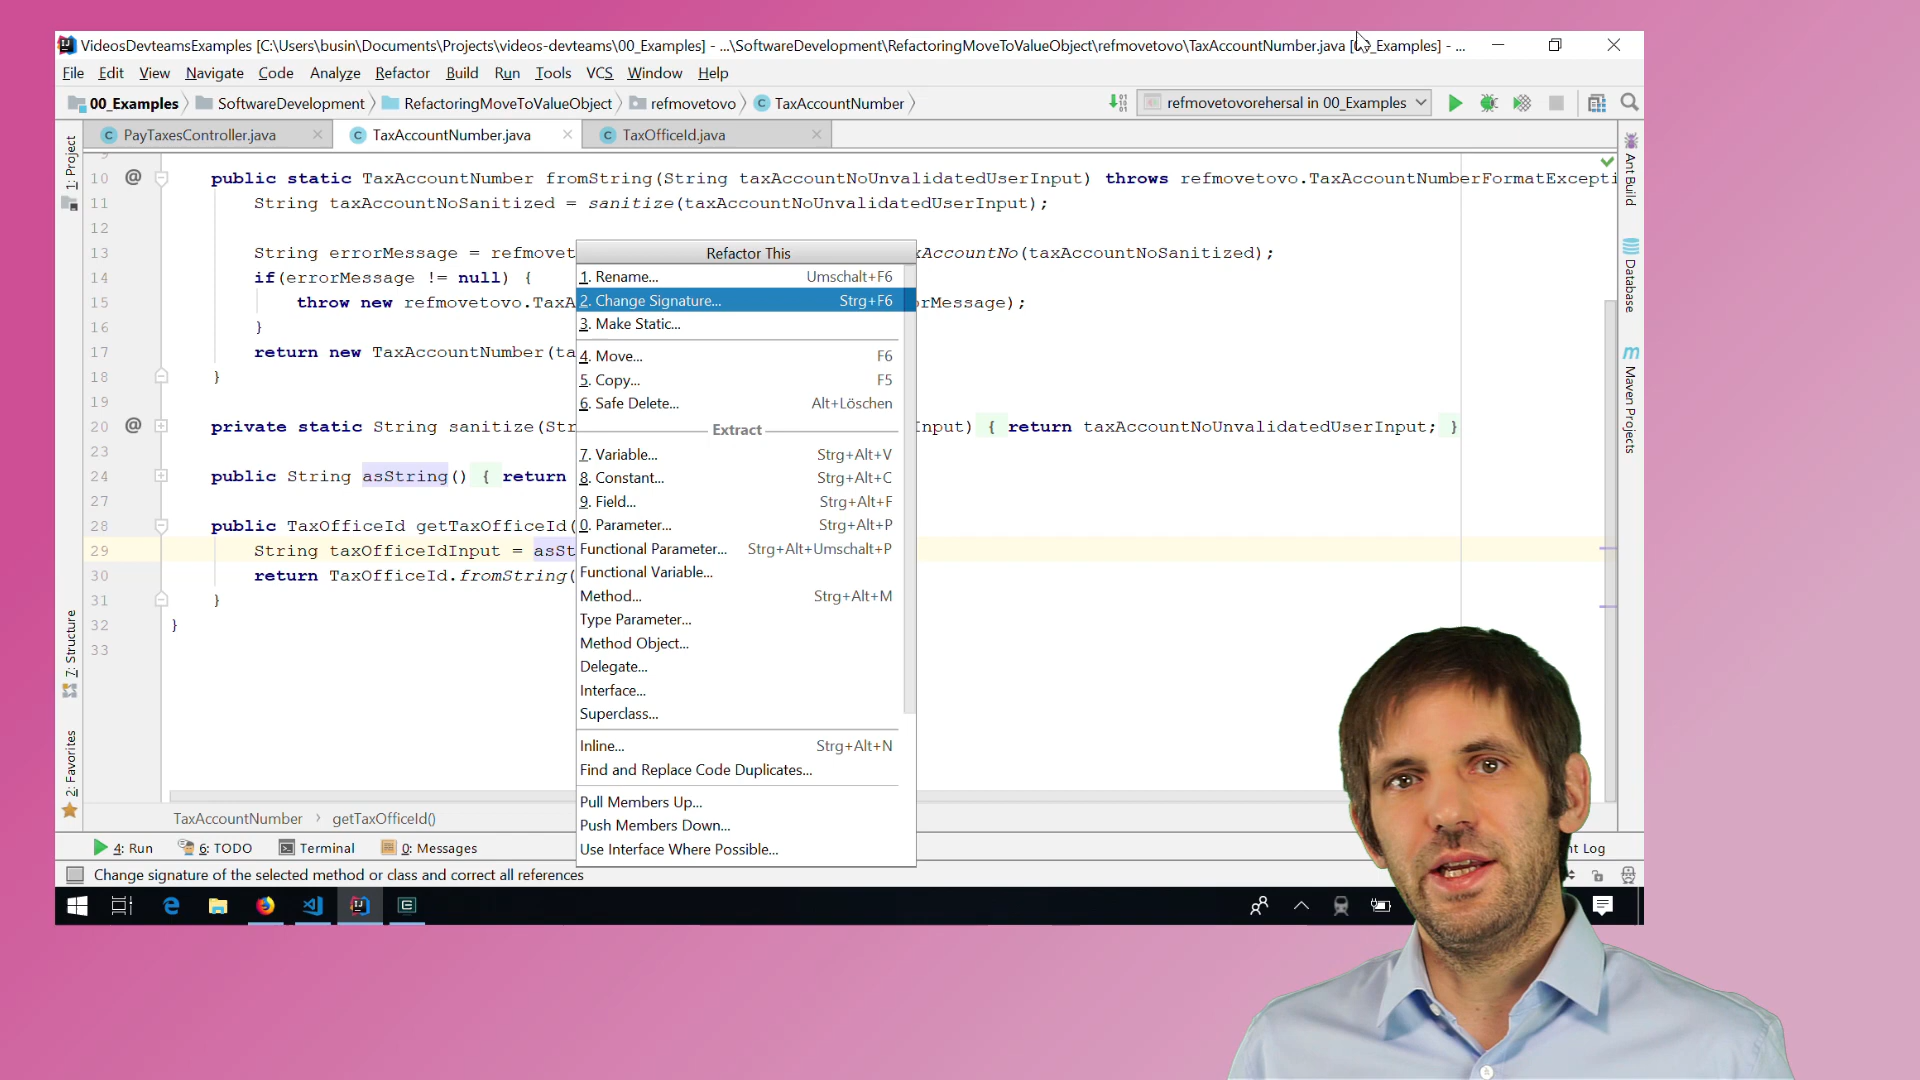 VideosDevteamsExamples [C:\Users\busin\Documents\Projects\videos-devteams\00_Examples] - ...\SoftwareDevelopment\RefactoringMoveToValueObject\refmovetovo\TaxAccountNumber.java [00_Examples] - ...
File Edit View Navigate Code Analyze Refactor Build Run Tools VCS Window Help
00_Examples SoftwareDevelopment RefactoringMoveToValueObject refmovetovo TaxAccountNumber refmovetovorehersal in 00_Examples
PayTaxesController.java TaxAccountNumber.java TaxOfficeId.java
1: Project
7: Structure
2: Favorites
9
10 @ public static TaxAccountNumber fromString(String taxAccountNoUnvalidatedUserInput) throws refmovetovo.TaxAccountNumberFormatExcepti
11 String taxAccountNoSanitized = sanitize(taxAccountNoUnvalidatedUserInput);
12
13 String errorMessage = refmovet xAccountNo(taxAccountNoSanitized);
14 if(errorMessage != null) {
15 throw new refmovetovo.TaxA rMessage);
16 }
17 return new TaxAccountNumber(ta
18 }
19
20 @ private static String sanitize(Str Input) { return taxAccountNoUnvalidatedUserInput; }
23
24 public String asString() { return
27
28 public TaxOfficeId getTaxOfficeId(
29 String taxOfficeIdInput = asSt
30 return TaxOfficeId.fromString(
31 }
32 }
33
Refactor This
1. Rename... Umschalt+F6
2. Change Signature... Strg+F6
3. Make Static...
4. Move... F6
5. Copy... F5
6. Safe Delete... Alt+Löschen
Extract
7. Variable... Strg+Alt+V
8. Constant... Strg+Alt+C
9. Field... Strg+Alt+F
0. Parameter... Strg+Alt+P
Functional Parameter... Strg+Alt+Umschalt+P
Functional Variable...
Method... Strg+Alt+M
Type Parameter...
Method Object...
Delegate...
Interface...
Superclass...
Inline... Strg+Alt+N
Find and Replace Code Duplicates...
Pull Members Up...
Push Members Down...
Use Interface Where Possible...
Ant Build
Database
Maven Projects
TaxAccountNumber › getTaxOfficeId()
4: Run 6: TODO Terminal 0: Messages nt Log
Change signature of the selected method or class and correct all references